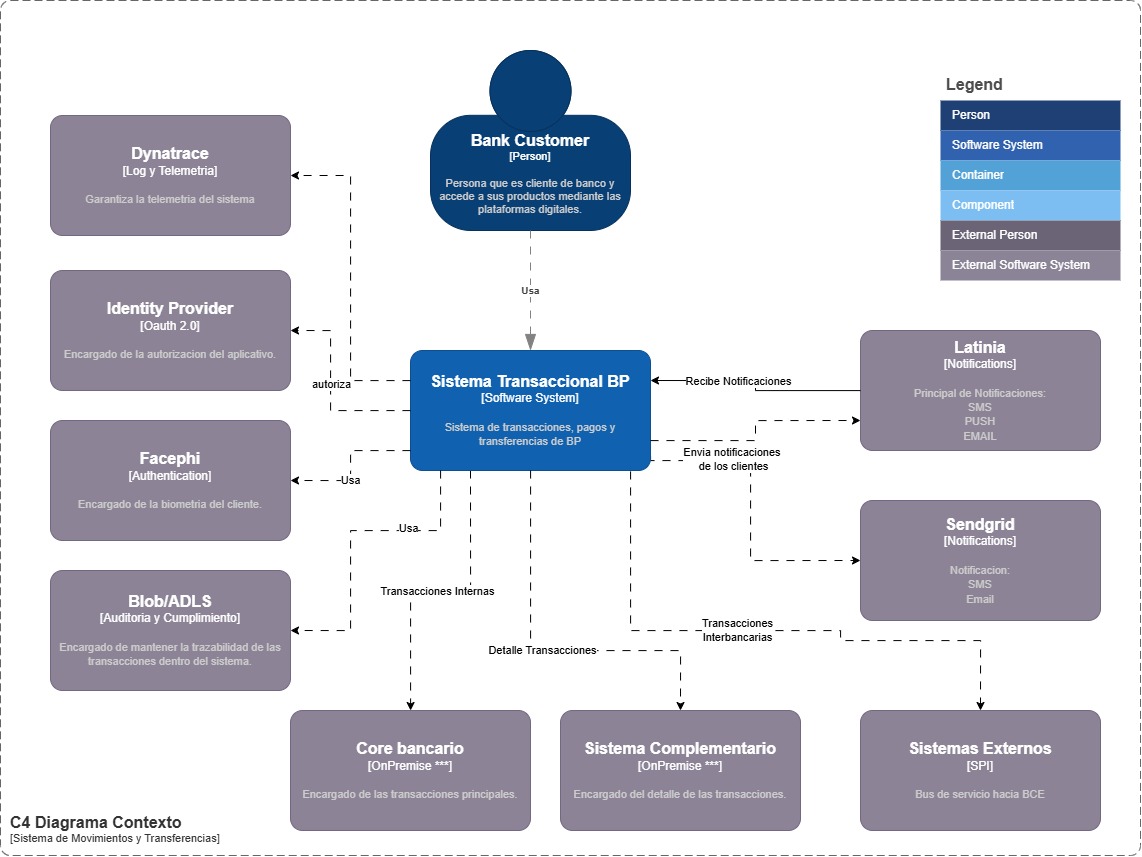 Bank Customer
[Person]
Persona que es cliente de banco y
accede a sus productos mediante las
plataformas digitales.
Legend
Person
Software System
Container
Component
External Person
External Software System
Dynatrace
[Log y Telemetria]
Garantiza la telemetria del sistema
Usa
Identity Provider
[Oauth 2.0]
Encargado de la autorizacion del aplicativo.
autoriza
Sistema Transaccional BP
[Software System]
Sistema de transacciones, pagos y
transferencias de BP
Recibe Notificaciones
Latinia
[Notifications]
Principal de Notificaciones:
SMS
PUSH
EMAIL
Envia notificaciones
de los clientes
Facephi
[Authentication]
Encargado de la biometria del cliente.
Usa
Usa
Sendgrid
[Notifications]
Notificacion:
SMS
Email
Blob/ADLS
[Auditoria y Cumplimiento]
Encargado de mantener la trazabilidad de las
transacciones dentro del sistema.
Transacciones Internas
Detalle Transacciones
Transacciones
Interbancarias
Core bancario
[OnPremise ***]
Encargado de las transacciones principales.
Sistema Complementario
[OnPremise ***]
Encargado del detalle de las transacciones.
Sistemas Externos
[SPI]
Bus de servicio hacia BCE
C4 Diagrama Contexto
[Sistema de Movimientos y Transferencias]